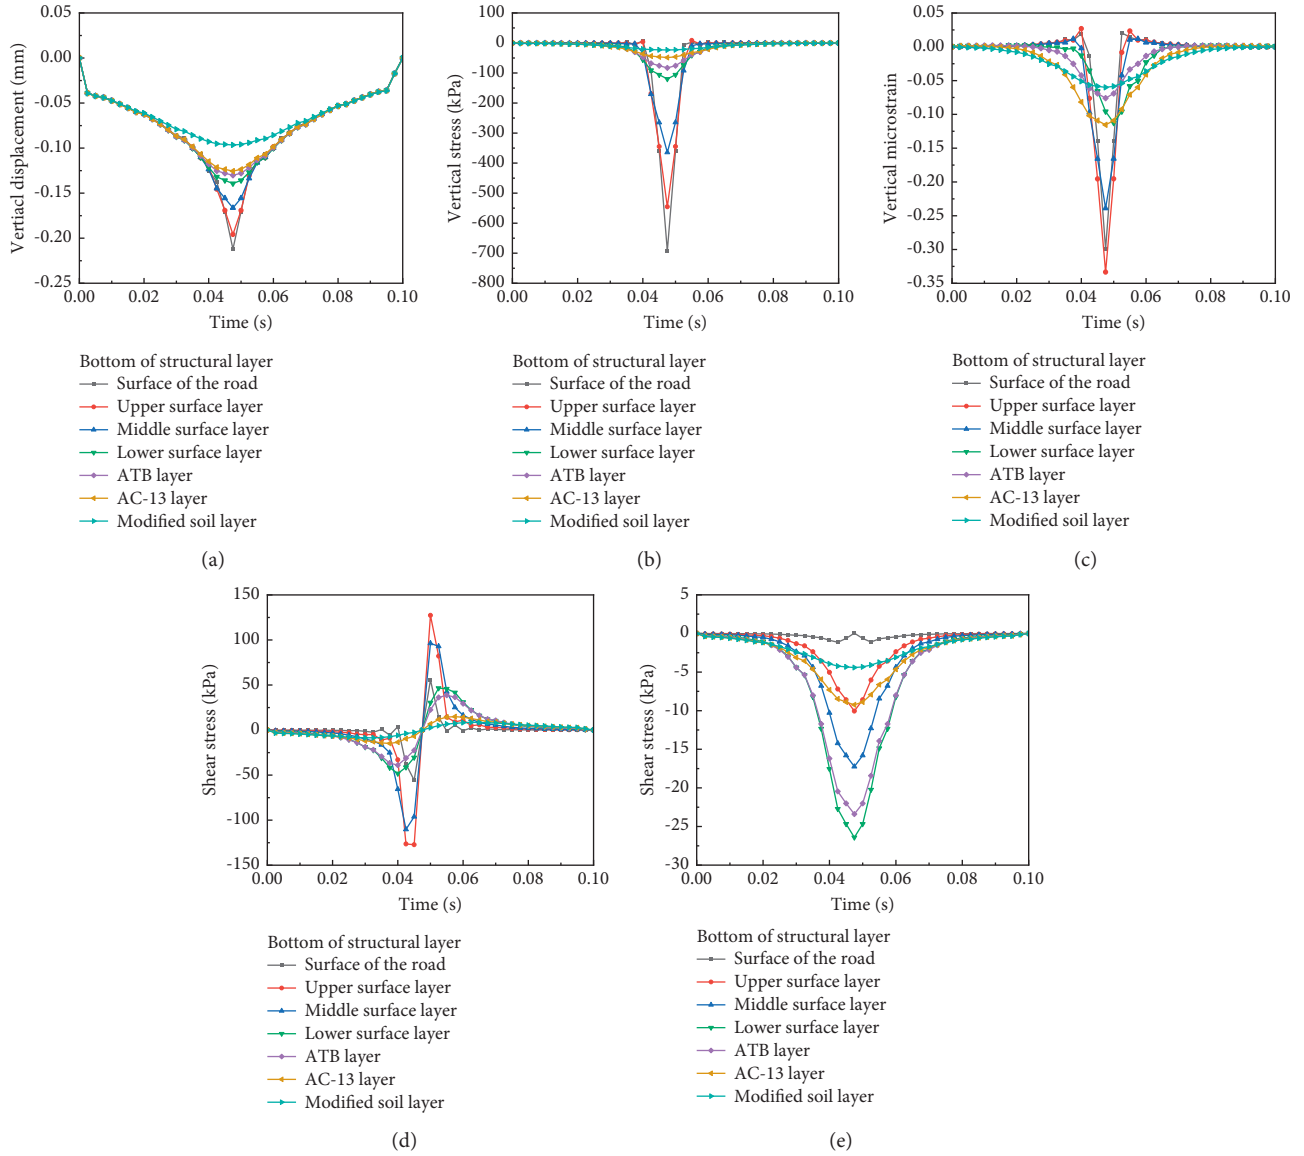 0.05
0.00
-0.05
-0.10
-0.15
-0.20
-0.25
Vertiacl displacement (mm)
0.00 0.02 0.04 0.06 0.08 0.10
Time (s)
Bottom of structural layer
Surface of the road
Upper surface layer
Middle surface layer
Lower surface layer
ATB layer
AC-13 layer
Modified soil layer
(a)
100
0
-100
-200
-300
-400
-500
-600
-700
-800
Vertical stress (kPa)
0.00 0.02 0.04 0.06 0.08 0.10
Time (s)
Bottom of structural layer
Surface of the road
Upper surface layer
Middle surface layer
Lower surface layer
ATB layer
AC-13 layer
Modified soil layer
(b)
0.05
0.00
-0.05
-0.10
-0.15
-0.20
-0.25
-0.30
-0.35
Vertical microstrain
0.00 0.02 0.04 0.06 0.08 0.10
Time (s)
Bottom of structural layer
Surface of the road
Upper surface layer
Middle surface layer
Lower surface layer
ATB layer
AC-13 layer
Modified soil layer
(c)
150
100
50
0
-50
-100
-150
Shear stress (kPa)
0.00 0.02 0.04 0.06 0.08 0.10
Time (s)
Bottom of structural layer
Surface of the road
Upper surface layer
Middle surface layer
Lower surface layer
ATB layer
AC-13 layer
Modified soil layer
(d)
5
0
-5
-10
-15
-20
-25
-30
Shear stress (kPa)
0.00 0.02 0.04 0.06 0.08 0.10
Time (s)
Bottom of structural layer
Surface of the road
Upper surface layer
Middle surface layer
Lower surface layer
ATB layer
AC-13 layer
Modified soil layer
(e)